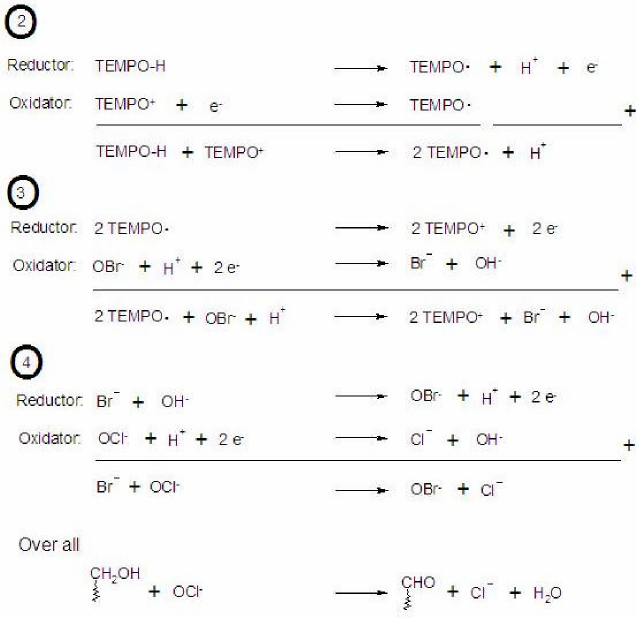 2
Reductor: TEMPO-H ⟶ TEMPO• + H⁺ + e⁻
Oxidator: TEMPO⁺ + e⁻ ⟶ TEMPO• +
TEMPO-H + TEMPO⁺ ⟶ 2 TEMPO• + H⁺
3
Reductor: 2 TEMPO• ⟶ 2 TEMPO⁺ + 2 e⁻
Oxidator: OBr⁻ + H⁺ + 2 e⁻ ⟶ Br⁻ + OH⁻ +
2 TEMPO• + OBr⁻ + H⁺ ⟶ 2 TEMPO⁺ + Br⁻ + OH⁻
4
Reductor: Br⁻ + OH⁻ ⟶ OBr⁻ + H⁺ + 2 e⁻
Oxidator: OCl⁻ + H⁺ + 2 e⁻ ⟶ Cl⁻ + OH⁻ +
Br⁻ + OCl⁻ ⟶ OBr⁻ + Cl⁻
Over all
CH₂OH + OCl⁻ ⟶ CHO + Cl⁻ + H₂O